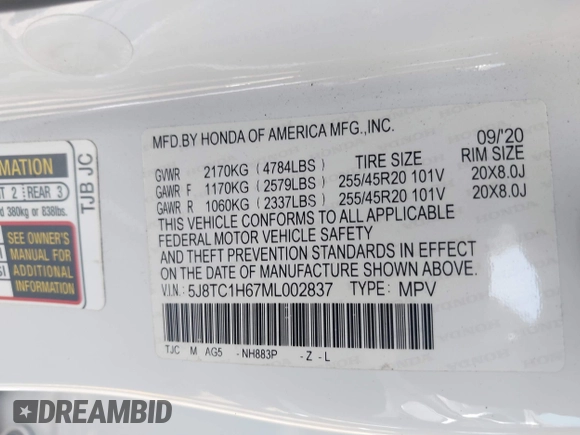 MFD.BY HONDA OF AMERICA MFG.,INC.
09/'20
GVWR 2170KG (4784LBS) TIRE SIZE RIM SIZE
GAWR F 1170KG (2579LBS) 255/45R20 101V 20X8.0J
GAWR R 1060KG (2337LBS) 255/45R20 101V 20X8.0J
THIS VEHICLE CONFORMS TO ALL APPLICABLE
FEDERAL MOTOR VEHICLE SAFETY
AND THEFT PREVENTION STANDARDS IN EFFECT
ON THE DATE OF MANUFACTURE SHOWN ABOVE.
V.I.N: 5J8TC1H67ML002837 TYPE: MPV
TJC M AG5 -NH883P -Z -L
2 REAR 3
380kg or 838lbs.
SEE OWNER'S
MANUAL FOR
ADDITIONAL
INFORMATION
TJB JC
DREAMBID